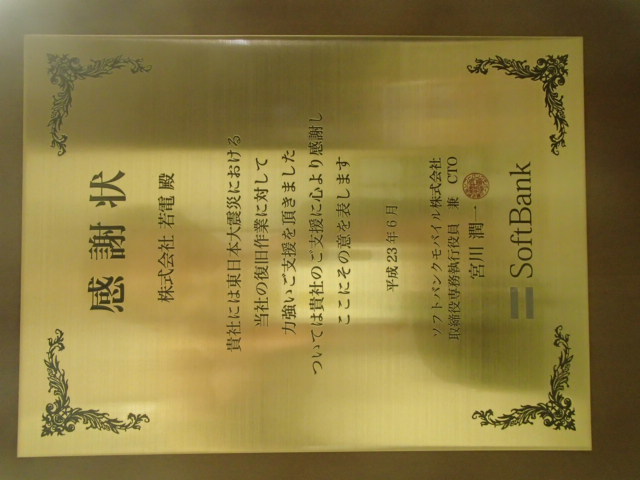 感謝状
株式会社 若電 殿
貴社には東日本大震災における
当社の復旧作業に対して
力強いご支援を頂きました
ついては貴社のご支援に心より感謝し
ここにその意を表します
平成23年6月
ソフトバンクモバイル株式会社
取締役専務執行役員 兼 CTO
宮川 潤一
SoftBank